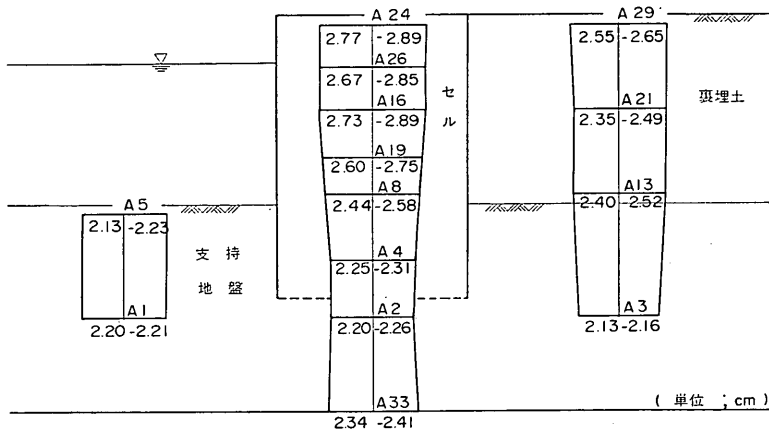 A 24
2.77 -2.89
A26
2.67 -2.85
A16
2.73 -2.89
A19
2.60 -2.75
A8
2.44 -2.58
A4
2.25 -2.31
A2
2.20 -2.26
A33
2.34 -2.41
セル
A 29
2.55 -2.65
A21
2.35 -2.49
A13
2.40 -2.52
A3
2.13 -2.16
裏埋土
A5
2.13 -2.23
A1
2.20 -2.21
支持
地盤
(単位;cm)